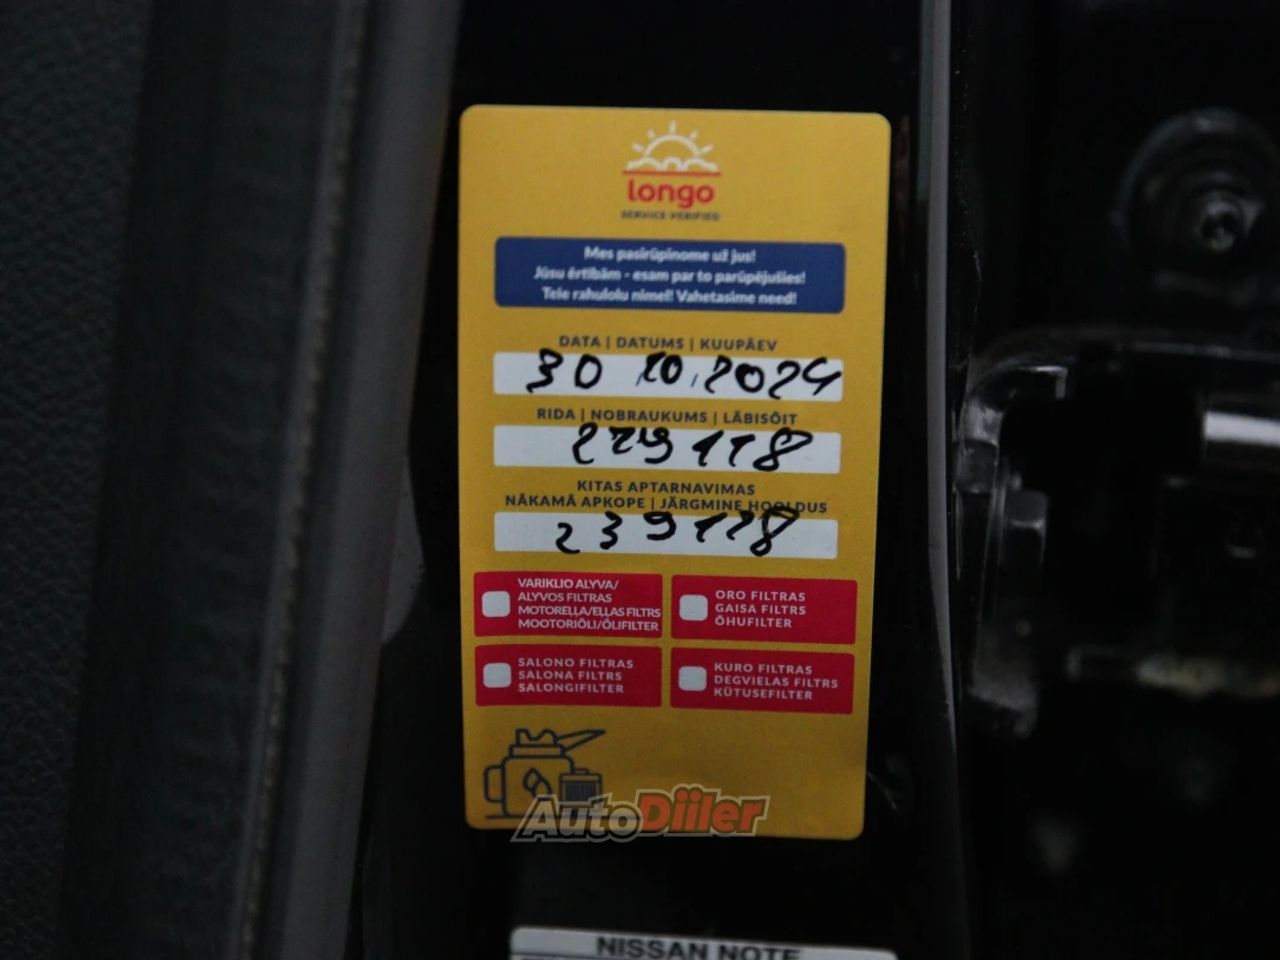 longo
SERVICE VERIFIED
Mes pasirūpinome už jus!
Jūsu ērtībām - esam par to parūpējušies!
Teie rahulolu nimel! Vahetasime need!
DATA | DATUMS | KUUPÄEV
30 10.2024
RIDA | NOBRAUKUMS | LÄBISÕIT
229118
KITAS APTARNAVIMAS
NĀKAMĀ APKOPE | JÄRGMINE HOOLDUS
239118
VARIKLIO ALYVA/
ALYVOS FILTRAS
MOTOREĻĻA/EĻĻAS FILTRS
MOOTORIÕLI/ÕLIFILTER
ORO FILTRAS
GAISA FILTRS
ÕHUFILTER
SALONO FILTRAS
SALONA FILTRS
SALONGIFILTER
KURO FILTRAS
DEGVIELAS FILTRS
KÜTUSEFILTER
AutoDiiler
NISSAN NOTE